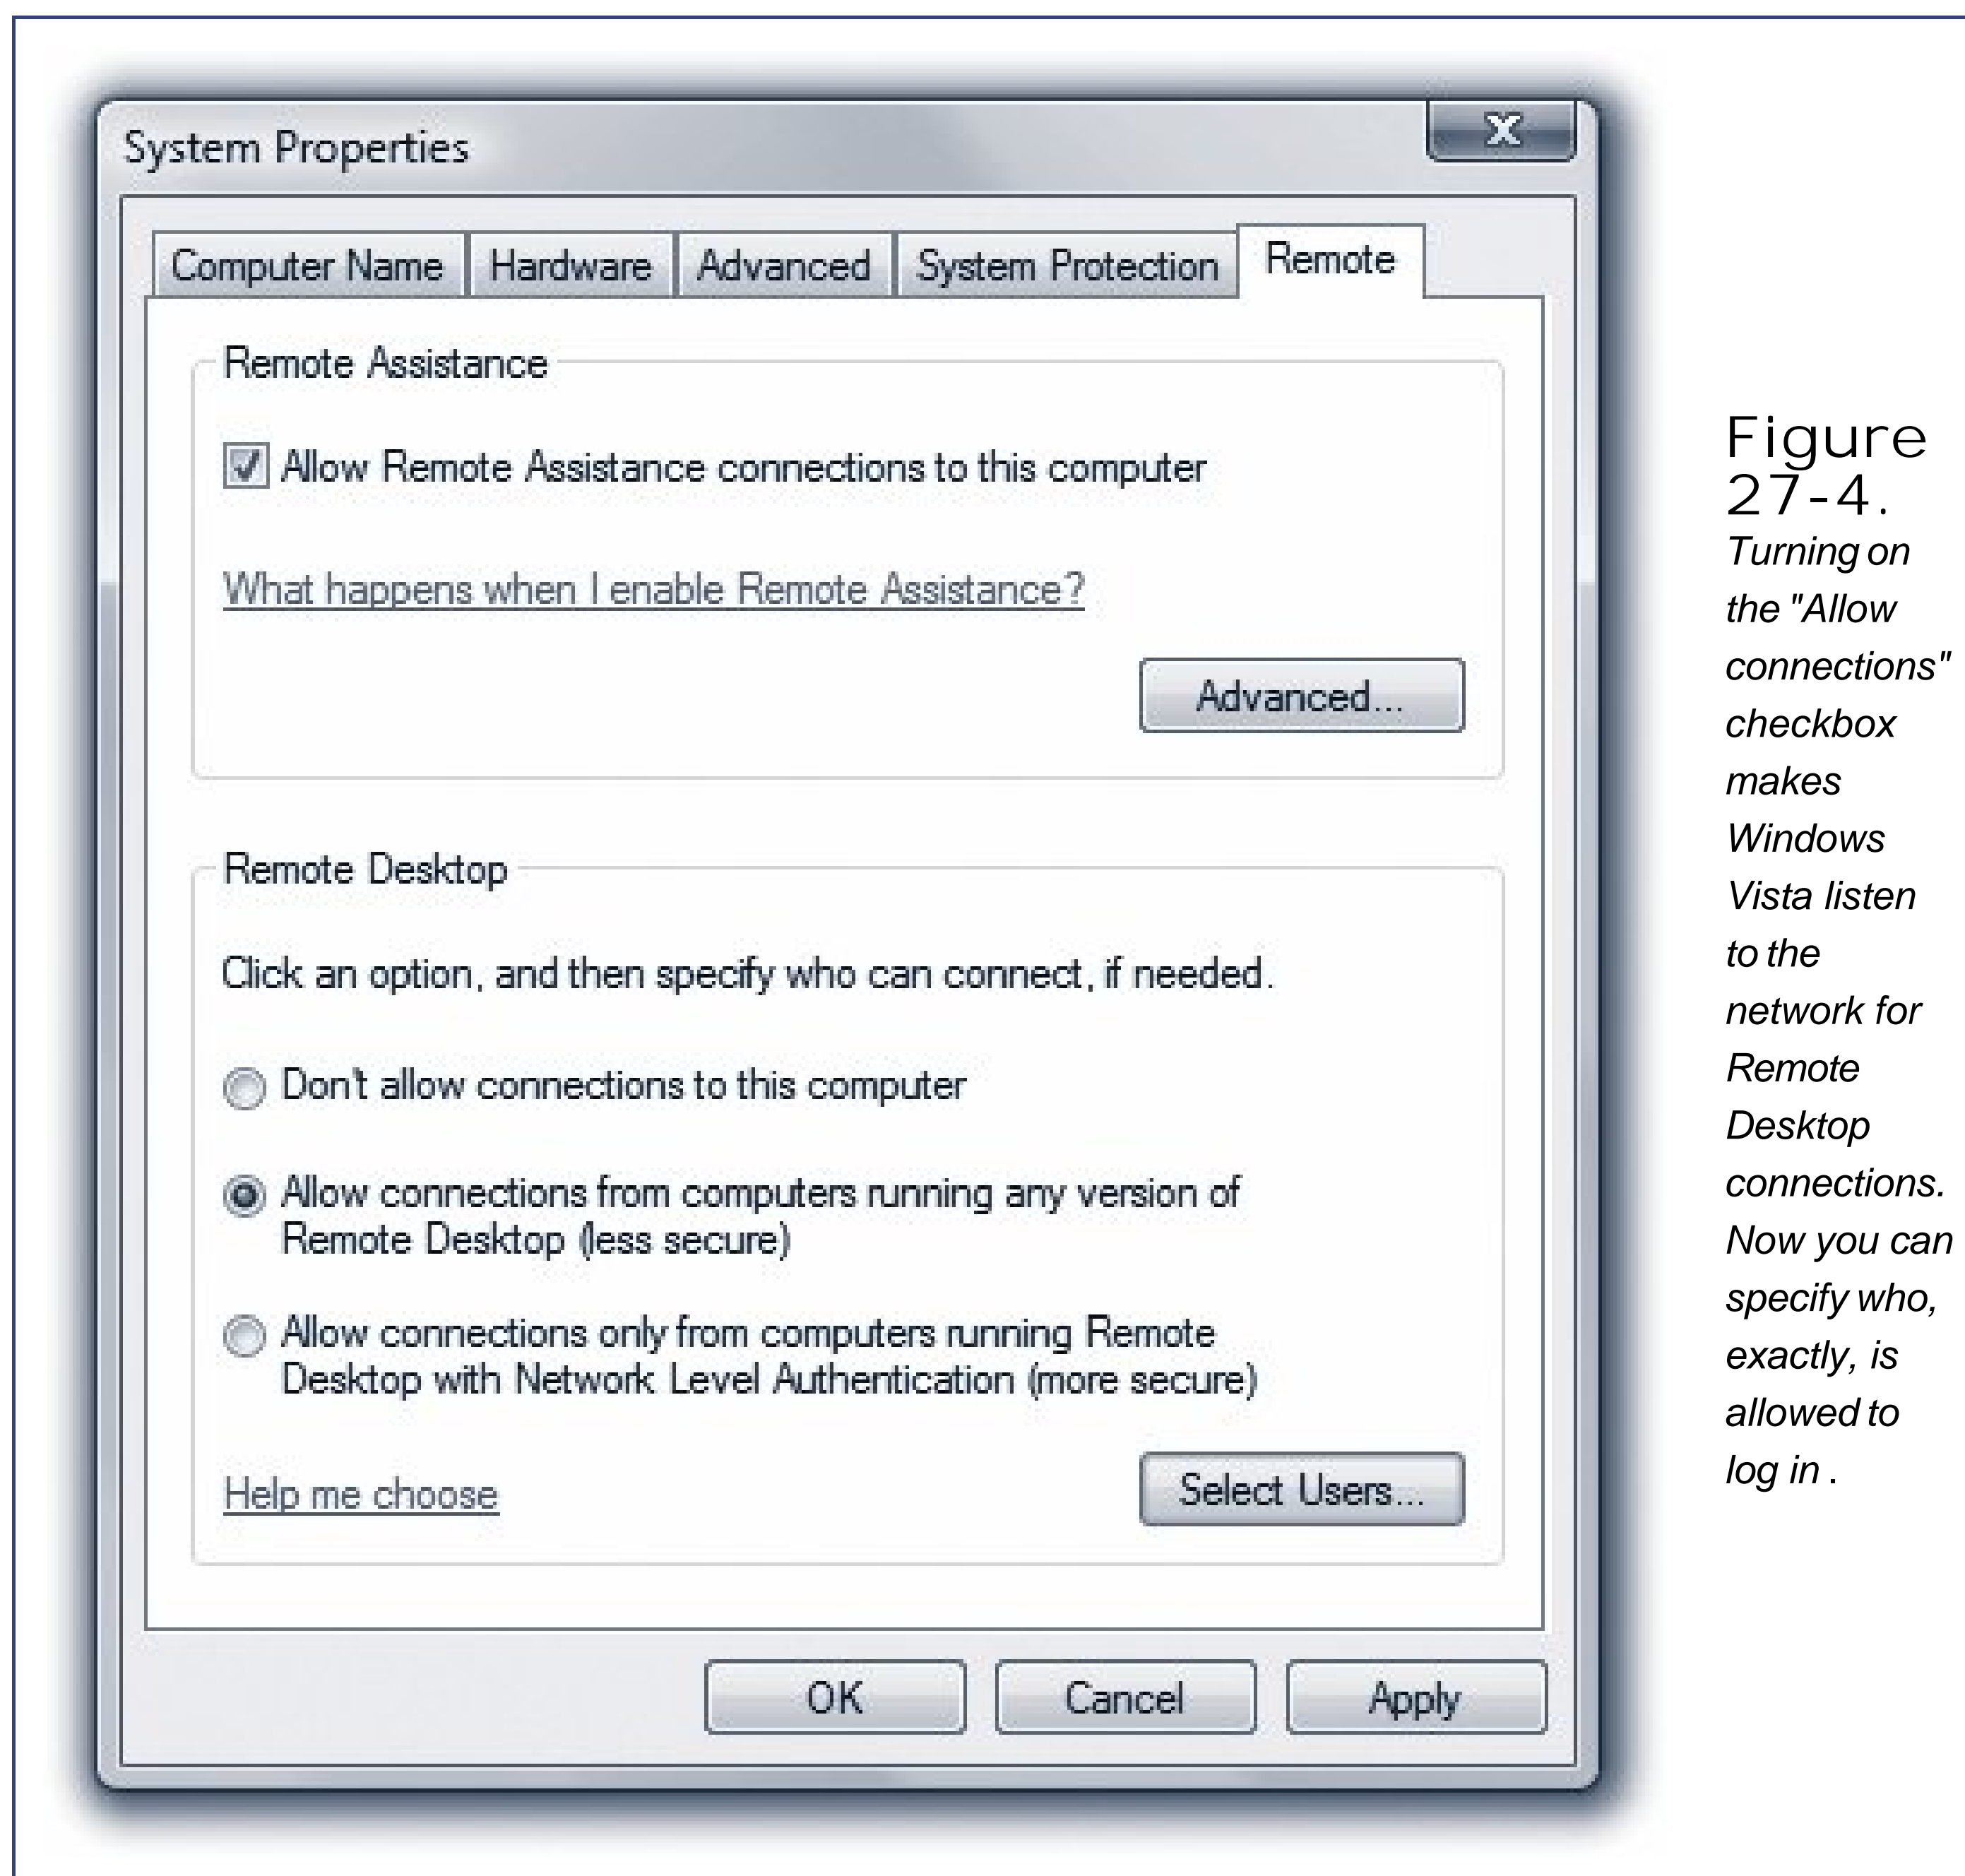 System Properties
X
Computer Name Hardware Advanced System Protection Remote
Remote Assistance
Allow Remote Assistance connections to this computer
What happens when I enable Remote Assistance?
Advanced...
Remote Desktop
Click an option, and then specify who can connect, if needed.
Don't allow connections to this computer
Allow connections from computers running any version of
Remote Desktop (less secure)
Allow connections only from computers running Remote
Desktop with Network Level Authentication (more secure)
Help me choose
Select Users...
OK Cancel Apply
Figure
27-4.
Turning on
the "Allow
connections"
checkbox
makes
Windows
Vista listen
to the
network for
Remote
Desktop
connections.
Now you can
specify who,
exactly, is
allowed to
log in .